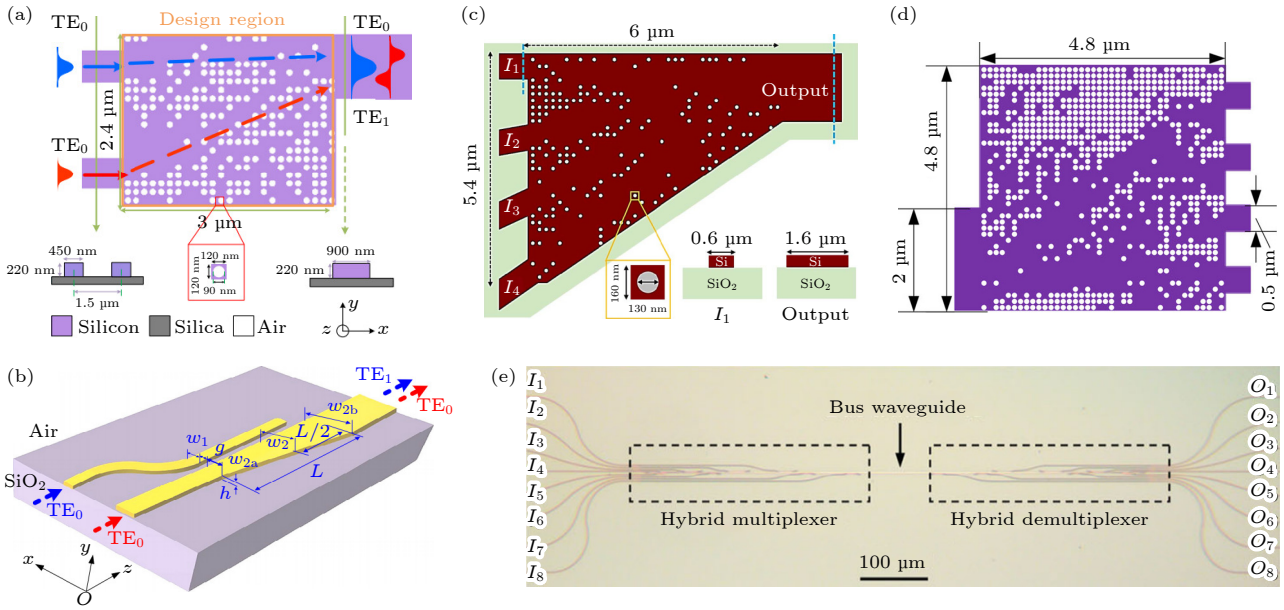 (a)
TE₀
Design region
TE₀
2.4 µm
TE₀
TE₁
3 µm
450 nm
220 nm
1.5 µm
120 nm
120 nm
90 nm
900 nm
220 nm
Silicon
Silica
Air
y
z
x
(b)
Air
SiO₂
TE₀
TE₀
w₁
g
w₂
w₂ₐ
h
L/2
w₂b
L
TE₁
TE₀
x
y
z
O
(c)
6 µm
I₁
Output
I₂
5.4 µm
I₃
I₄
160 nm
130 nm
0.6 µm
Si
SiO₂
I₁
1.6 µm
Si
SiO₂
Output
(d)
4.8 µm
4.8 µm
2 µm
0.5 µm
(e)
I₁
I₂
I₃
I₄
I₅
I₆
I₇
I₈
Bus waveguide
Hybrid multiplexer
Hybrid demultiplexer
100 µm
O₁
O₂
O₃
O₄
O₅
O₆
O₇
O₈